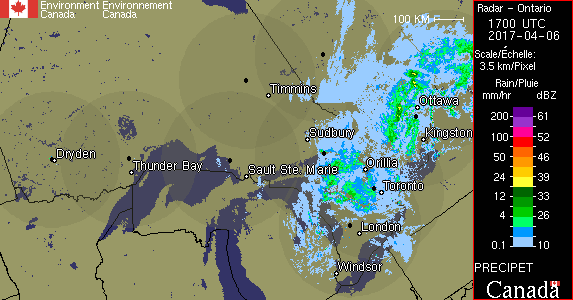 Environment Environnement
Canada Canada
100 KM
Timmins
Ottawa
Sudbury
Kingston
Dryden
Thunder Bay
Sault Ste. Marie
Orillia
Toronto
London
Windsor
Radar - Ontario
1700 UTC
2017-04-06
Scale/Échelle:
3.5 km/Pixel
Rain/Pluie
mm/hr dBZ
200 61
100 52
50 46
24 39
12 33
4 26
0.1 10
PRECIPET
Canada